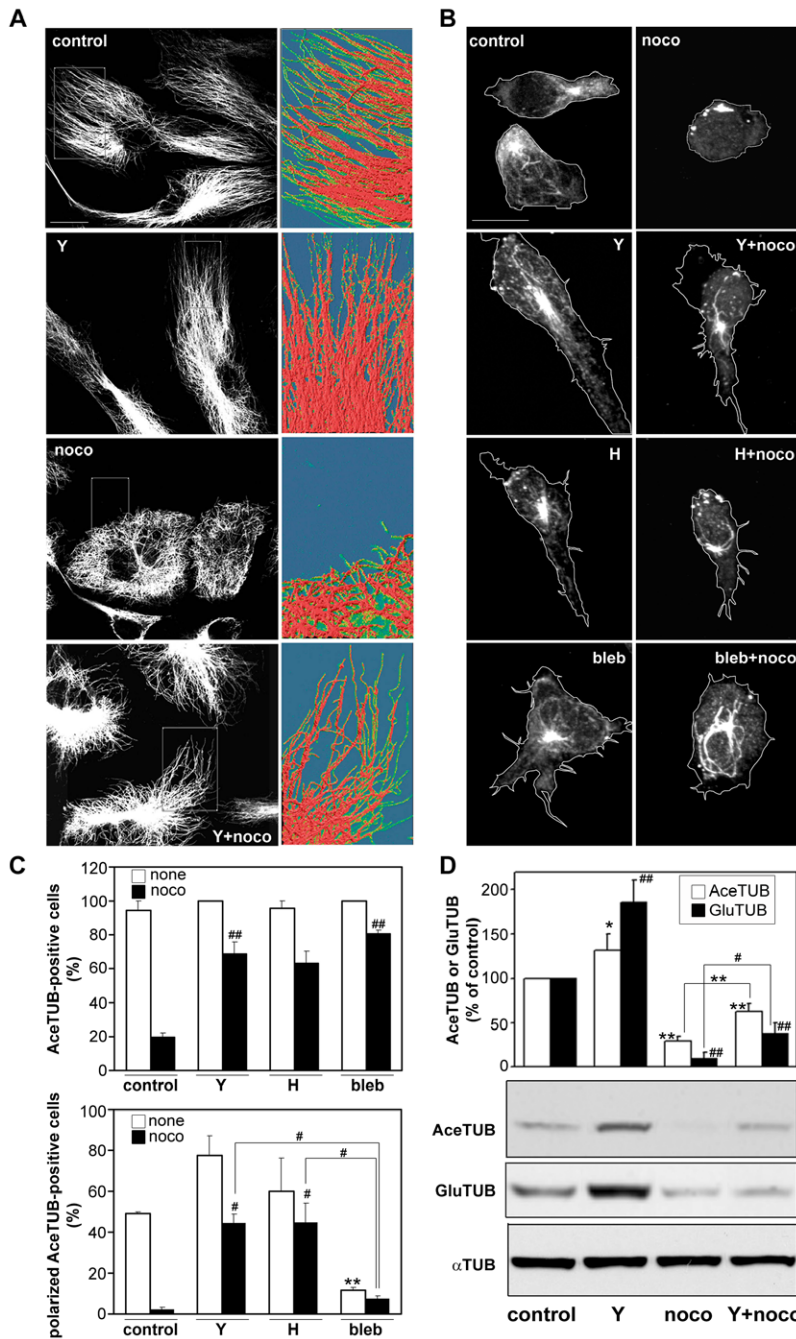 A
control
Y
noco
Y+noco
B
control
noco
Y
Y+noco
H
H+noco
bleb
bleb+noco
C
AceTUB-positive cells
(%)
120
100
80
60
40
20
0
none
noco
##
##
control
Y
H
bleb
polarized AceTUB-positive cells
(%)
100
80
60
40
20
0
none
noco
#
#
#
#
**
control
Y
H
bleb
D
AceTUB or GluTUB
(% of control)
200
150
100
50
0
AceTUB
GluTUB
*
##
**
##
**
#
**
##
AceTUB
GluTUB
αTUB
control
Y
noco
Y+noco